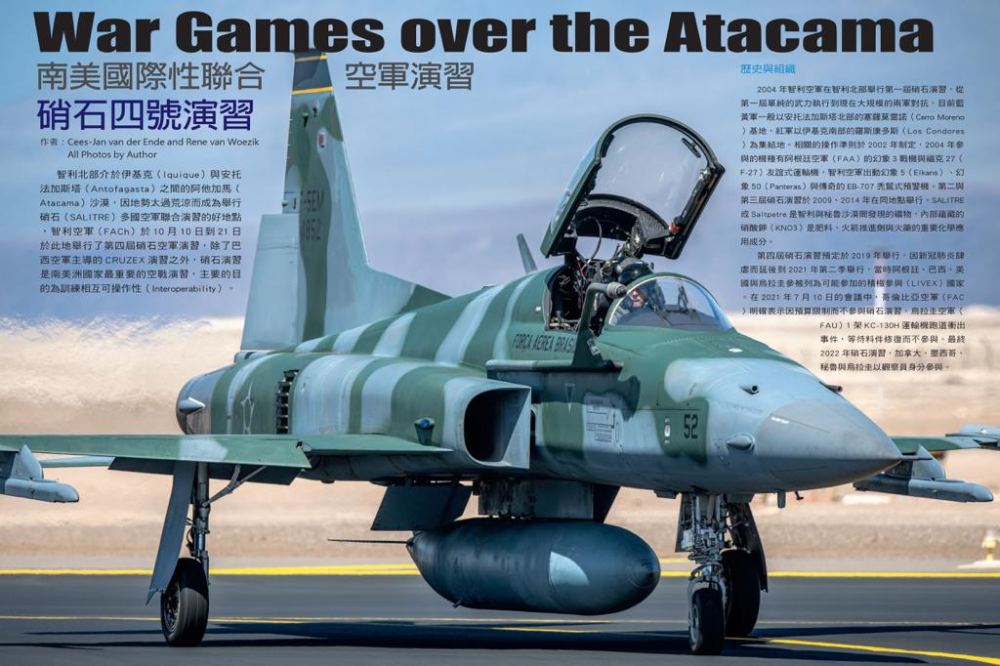 War Games over the Atacama
南美國際性聯合 空軍演習
硝石四號演習
作者：Cees-Jan van der Ende and Rene van Woezik
All Photos by Author
智利北部介於伊基克（Iquique）與安托
法加斯塔（Antofagasta）之間的阿他加馬（
Atacama）沙漠，因地勢太過荒涼而成為舉行
硝石（SALITRE）多國空軍聯合演習的好地點
，智利空軍（FACh）於 10 月 10 日到 21 日
於此地舉行了第四屆硝石空軍演習，除了巴
西空軍主導的 CRUZEX 演習之外，硝石演習
是南美洲國家最重要的空戰演習，主要的目
的為訓練相互可操作性（Interoperability）。
歷史與組織
2004 年智利空軍在智利北部舉行第一屆硝石演習，從
第一屆單純的武力執行到現在大規模的兩軍對抗，目前藍
黃軍一般以安托法加斯塔北部的塞羅莫雷諾（Cerro Moreno
）基地，紅軍以伊基克南部的羅斯康多斯（Los Condores
）為集結地。相關的操作準則於 2002 年制定，2004 年參
與的機種有阿根廷空軍（FAA）的幻象 3 戰機與福克 27（
F-27）友誼式運輸機，智利空軍出動幻象 5（Elkans）、幻
象 50（Panteras）與傳奇的 EB-707 禿鷲式預警機。第二與
第三屆硝石演習於 2009、2014 年在同地點舉行。SALITRE
或 Saltpetre 是智利與秘魯沙漠間發現的礦物，內部蘊藏的
硝酸鉀（KNO3）是肥料、火箭推進劑與火藥的重要化學應
用成分。
第四屆硝石演習預定於 2019 年舉行，因新冠肺炎肆
虐而延後到 2021 年第二季舉行，當時阿根廷、巴西、美
國與烏拉圭參被列為可能參加的積極參與（LIVEX）國家
。在 2021 年 7 月 10 日的會議中，哥倫比亞空軍（FAC
）明確表示因預算限制而不參與硝石演習，烏拉圭空軍（
FAU）1 架 KC-130H 運輸機跑道衝出
事件，等待料件修復而不參與。最終
2022 年硝石演習，加拿大、墨西哥、
秘魯與烏拉圭以觀察員身分參與。
F-5EM
4852
FORÇA AEREA BRASI
52